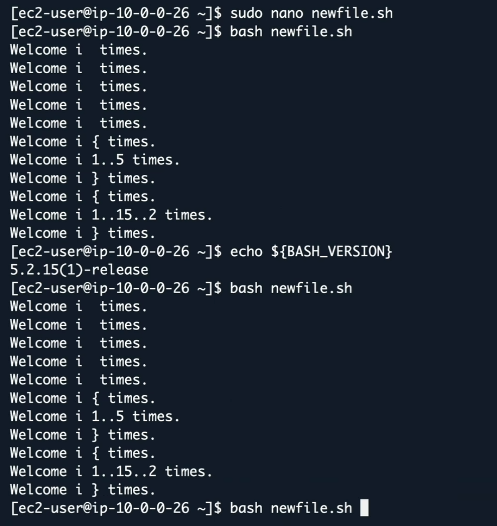 [ec2-user@ip-10-0-0-26 ~]$ sudo nano newfile.sh
[ec2-user@ip-10-0-0-26 ~]$ bash newfile.sh
Welcome i  times.
Welcome i  times.
Welcome i  times.
Welcome i  times.
Welcome i  times.
Welcome i { times.
Welcome i 1..5 times.
Welcome i } times.
Welcome i { times.
Welcome i 1..15..2 times.
Welcome i } times.
[ec2-user@ip-10-0-0-26 ~]$ echo ${BASH_VERSION}
5.2.15(1)-release
[ec2-user@ip-10-0-0-26 ~]$ bash newfile.sh
Welcome i  times.
Welcome i  times.
Welcome i  times.
Welcome i  times.
Welcome i  times.
Welcome i { times.
Welcome i 1..5 times.
Welcome i } times.
Welcome i { times.
Welcome i 1..15..2 times.
Welcome i } times.
[ec2-user@ip-10-0-0-26 ~]$ bash newfile.sh